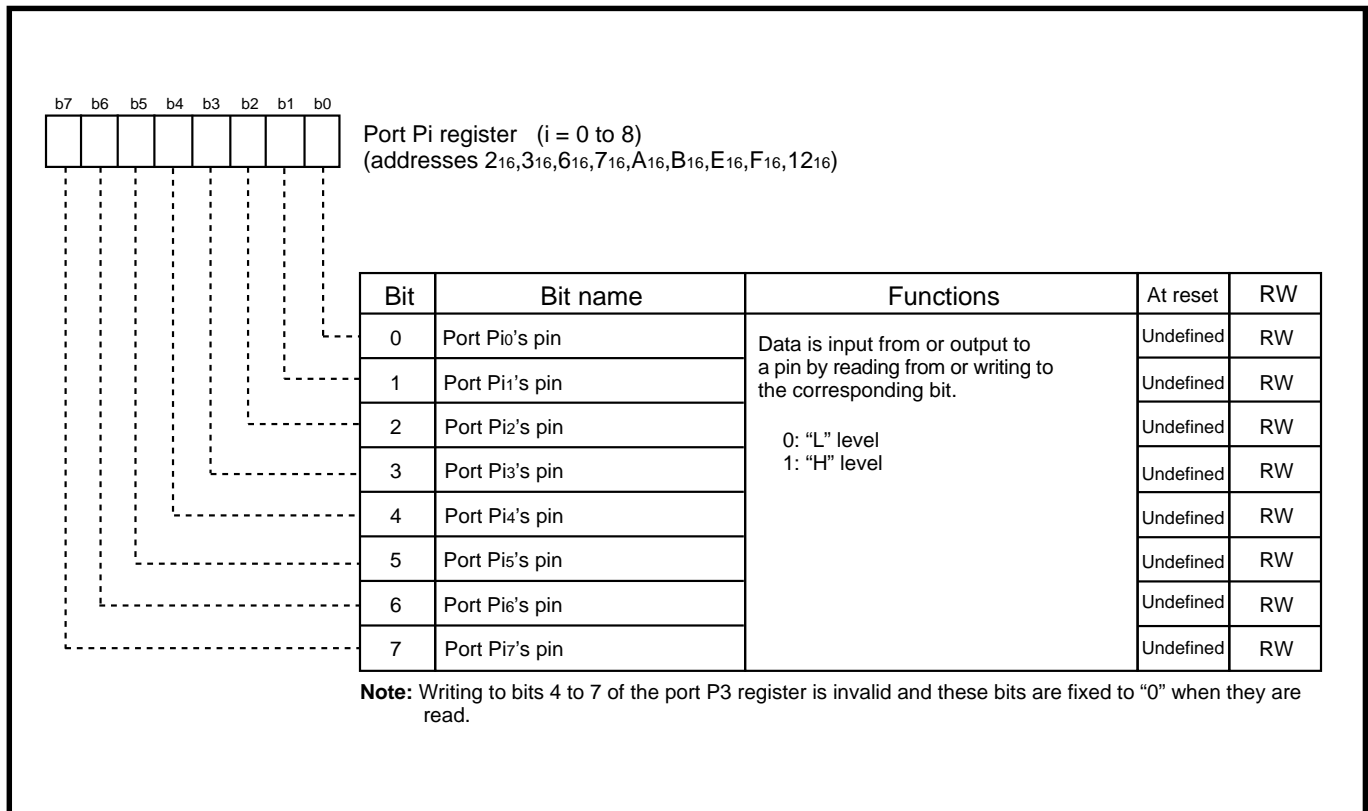 b7 b6 b5 b4 b3 b2 b1 b0
Port Pi register (i = 0 to 8)
(addresses 2₁₆,3₁₆,6₁₆,7₁₆,A₁₆,B₁₆,E₁₆,F₁₆,12₁₆)
Bit Bit name Functions At reset RW
0 Port Pi₀’s pin Undefined RW
Data is input from or output to
a pin by reading from or writing to
the corresponding bit.
0: “L” level
1: “H” level
1 Port Pi₁’s pin Undefined RW
2 Port Pi₂’s pin Undefined RW
3 Port Pi₃’s pin Undefined RW
4 Port Pi₄’s pin Undefined RW
5 Port Pi₅’s pin Undefined RW
6 Port Pi₆’s pin Undefined RW
7 Port Pi₇’s pin Undefined RW
Note: Writing to bits 4 to 7 of the port P3 register is invalid and these bits are fixed to “0” when they are
read.